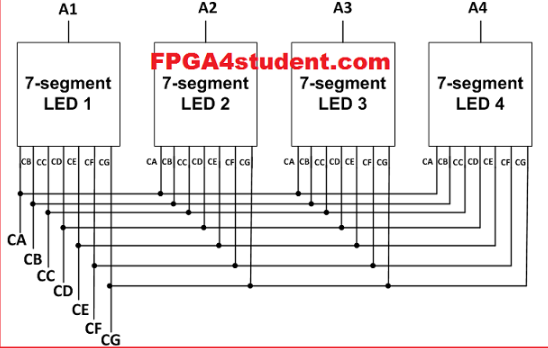 A1 A2 A3 A4
FPGA4student.com
7-segment LED 1
7-segment LED 2
7-segment LED 3
7-segment LED 4
CB CC CD CE CF CG
CA CB CC CD CE CF CG
CA CB CC CD CE CF CG
CA CB CC CD CE CF CG
CA
CB
CC
CD
CE
CF
CG